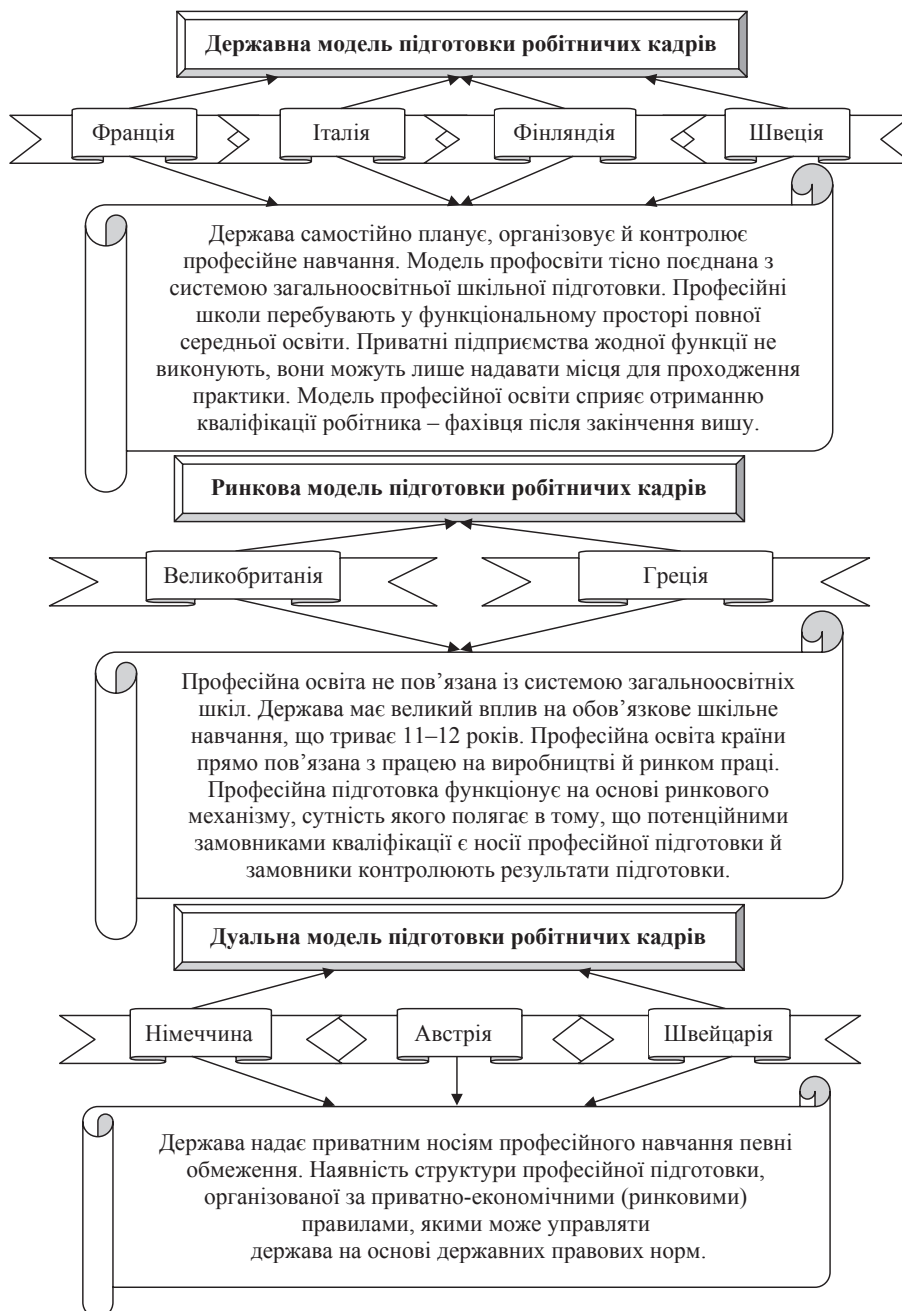 Державна модель підготовки робітничих кадрів
Франція
Італія
Фінляндія
Швеція
Держава самостійно планує, організовує й контролює
професійне навчання. Модель профосвіти тісно поєднана з
системою загальноосвітньої шкільної підготовки. Професійні
школи перебувають у функціональному просторі повної
середньої освіти. Приватні підприємства жодної функції не
виконують, вони можуть лише надавати місця для проходження
практики. Модель професійної освіти сприяє отриманню
кваліфікації робітника – фахівця після закінчення вишу.
Ринкова модель підготовки робітничих кадрів
Великобританія
Греція
Професійна освіта не пов’язана із системою загальноосвітніх
шкіл. Держава має великий вплив на обов’язкове шкільне
навчання, що триває 11–12 років. Професійна освіта країни
прямо пов’язана з працею на виробництві й ринком праці.
Професійна підготовка функціонує на основі ринкового
механізму, сутність якого полягає в тому, що потенційними
замовниками кваліфікації є носії професійної підготовки й
замовники контролюють результати підготовки.
Дуальна модель підготовки робітничих кадрів
Німеччина
Австрія
Швейцарія
Держава надає приватним носіям професійного навчання певні
обмеження. Наявність структури професійної підготовки,
організованої за приватно-економічними (ринковими)
правилами, якими може управляти
держава на основі державних правових норм.